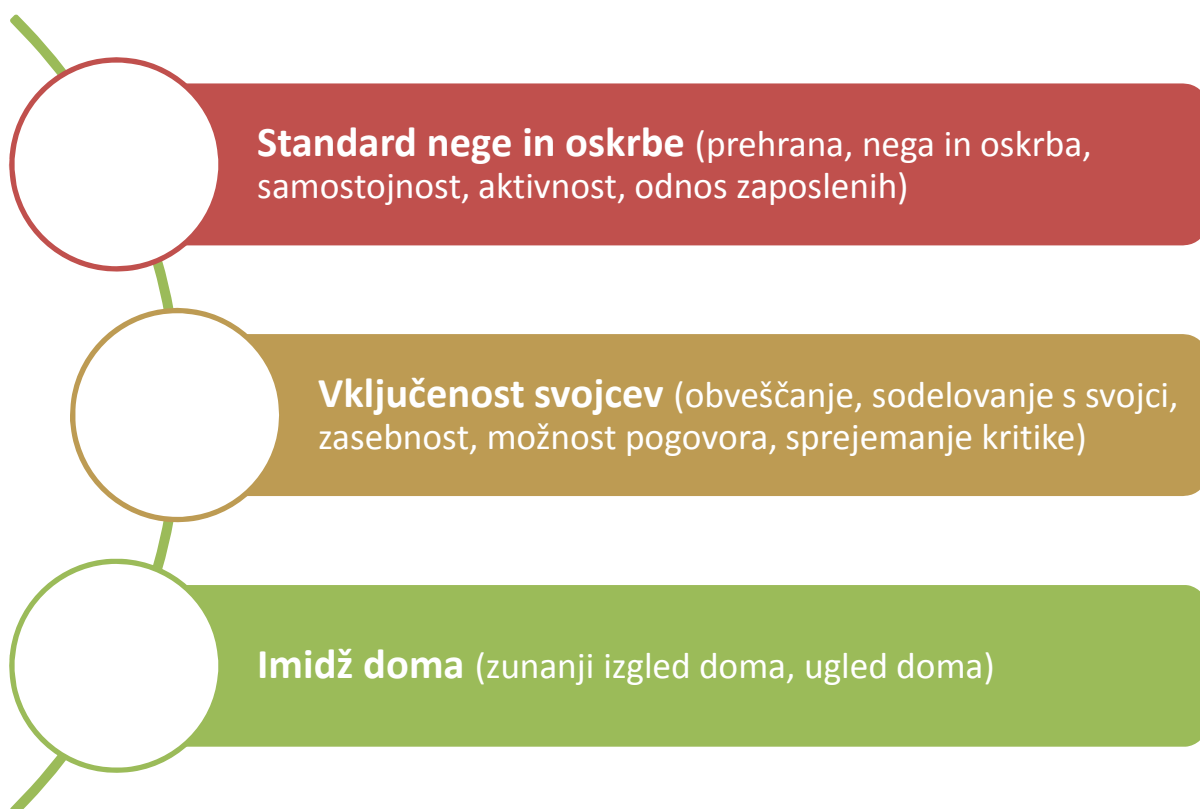 Standard nege in oskrbe (prehrana, nega in oskrba,
samostojnost, aktivnost, odnos zaposlenih)
Vključenost svojcev (obveščanje, sodelovanje s svojci,
zasebnost, možnost pogovora, sprejemanje kritike)
Imidž doma (zunanji izgled doma, ugled doma)